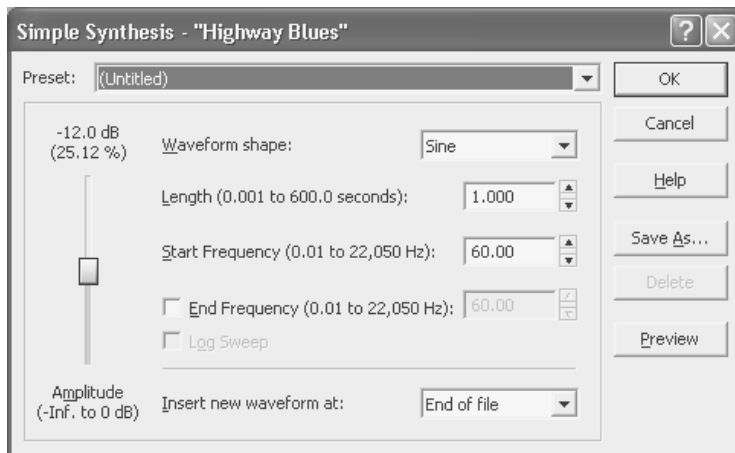 Simple Synthesis - "Highway Blues"
Preset: (Untitled)
OK
Cancel
Help
Save As...
Delete
Preview
-12.0 dB
(25.12 %)
Waveform shape: Sine
Length (0.001 to 600.0 seconds): 1.000
Start Frequency (0.01 to 22,050 Hz): 60.00
End Frequency (0.01 to 22,050 Hz): 60.00
Log Sweep
Amplitude
(-Inf. to 0 dB)
Insert new waveform at: End of file